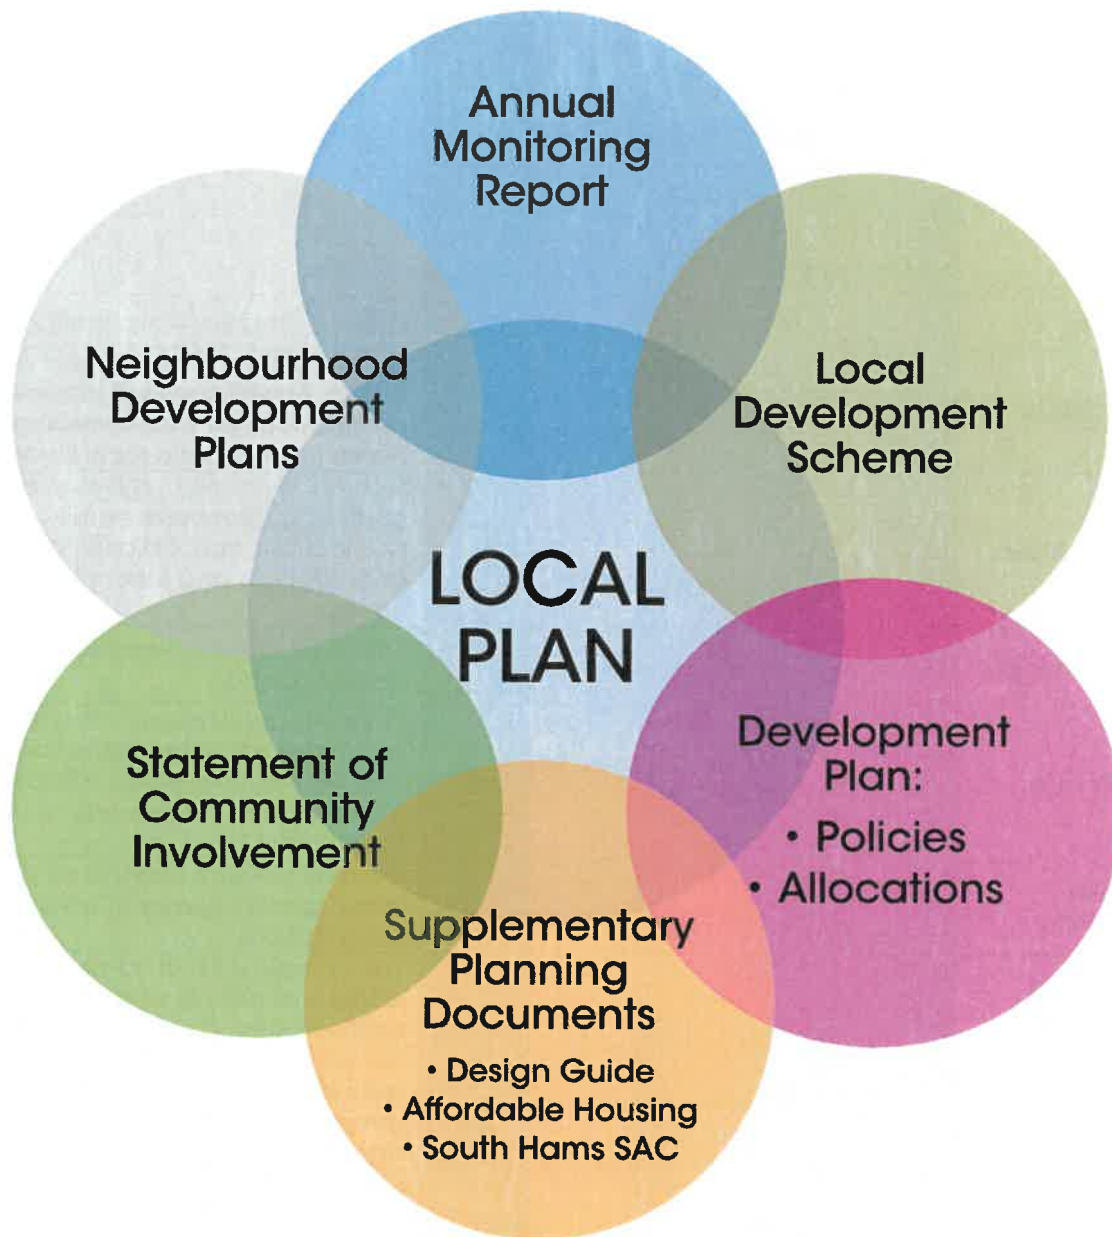 Annual
Monitoring
Report
Neighbourhood
Development
Plans
Local
Development
Scheme
LOCAL
PLAN
Statement of
Community
Involvement
Development
Plan:
• Policies
• Allocations
Supplementary
Planning
Documents
• Design Guide
• Affordable Housing
• South Hams SAC